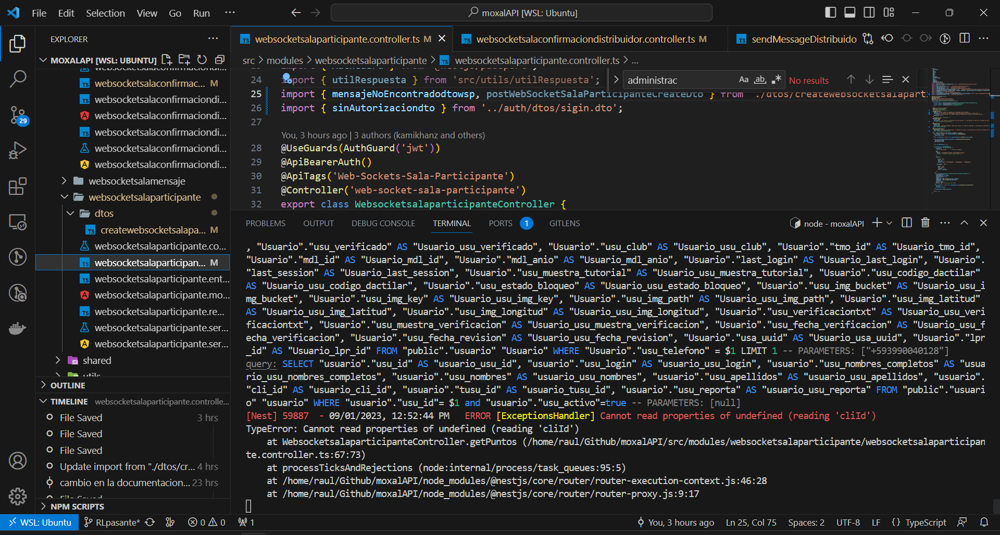 File Edit Selection View Go Run ···
moxalAPI [WSL: Ubuntu]
EXPLORER
MOXALAPI [WSL: UBUNTU]
websocketsalaconfirmac... M
websocketsalaconfirmaciondi...
websocketsalaconfirmaciondi...
websocketsalaconfirmaciondi...
websocketsalaconfirmaciondi...
websocketsalaconfirmaciondi...
websocketsalamensaje
websocketsalaparticipante
dtos
createwebsocketsalapa... M
websocketsalaparticipante.co...
websocketsalaparticipan... M
websocketsalaparticipante.ent...
websocketsalaparticipante.mo...
websocketsalaparticipante.re...
websocketsalaparticipante.ser...
websocketsalaparticipante.ser...
shared
utils
OUTLINE
TIMELINE websocketsalaparticipante.controlle...
File Saved 3 hrs
File Saved
File Saved
Update import from "./dtos/cr... 4 hrs
cambio en la documentacion... 23 hrs
File Saved
NPM SCRIPTS
29
websocketsalaparticipante.controller.ts M
websocketsalaconfirmaciondistribuidor.controller.ts M
sendMessageDistribuido
src > modules > websocketsalaparticipante > websocketsalaparticipante.controller.ts > ...
administrac Aa ab No results
24 import { utilRespuesta } from 'src/utils/utilRespuesta';
25 import { mensajeNoEncontradodtowsp, postWebSocketSalaParticipanteCreateDto } from './dtos/createwebsocketsalapart
26 import { sinAutorizaciondto } from '../auth/dtos/sigin.dto';
27
You, 3 hours ago | 3 authors (kamikhanz and others)
28 @UseGuards(AuthGuard('jwt'))
29 @ApiBearerAuth()
30 @ApiTags('Web-Sockets-Sala-Participante')
31 @Controller('web-socket-sala-participante')
32 export class WebsocketsalaparticipanteController {
PROBLEMS OUTPUT DEBUG CONSOLE TERMINAL PORTS 1 GITLENS
node - moxalAPI
, "Usuario"."usu_verificado" AS "Usuario_usu_verificado", "Usuario"."usu_club" AS "Usuario_usu_club", "Usuario"."tmo_id" AS "Usuario_tmo_id",
"Usuario"."mdl_id" AS "Usuario_mdl_id", "Usuario"."mdl_anio" AS "Usuario_mdl_anio", "Usuario"."last_login" AS "Usuario_last_login", "Usuario".
"last_session" AS "Usuario_last_session", "Usuario"."usu_muestra_tutorial" AS "Usuario_usu_muestra_tutorial", "Usuario"."usu_codigo_dactilar"
AS "Usuario_usu_codigo_dactilar", "Usuario"."usu_estado_bloqueo" AS "Usuario_usu_estado_bloqueo", "Usuario"."usu_img_bucket" AS "Usuario_usu_i
mg_bucket", "Usuario"."usu_img_key" AS "Usuario_usu_img_key", "Usuario"."usu_img_path" AS "Usuario_usu_img_path", "Usuario"."usu_img_latitud"
AS "Usuario_usu_img_latitud", "Usuario"."usu_img_longitud" AS "Usuario_usu_img_longitud", "Usuario"."usu_verificaciontxt" AS "Usuario_usu_veri
ficaciontxt", "Usuario"."usu_muestra_verificacion" AS "Usuario_usu_muestra_verificacion", "Usuario"."usu_fecha_verificacion" AS "Usuario_usu_f
echa_verificacion", "Usuario"."usu_fecha_revision" AS "Usuario_usu_fecha_revision", "Usuario"."usa_uuid" AS "Usuario_usa_uuid", "Usuario"."lpr
_id" AS "Usuario_lpr_id" FROM "public"."usuario" "Usuario" WHERE "Usuario"."usu_telefono" = $1 LIMIT 1 -- PARAMETERS: ["+593990040128"]
query: SELECT "usuario"."usu_id" AS "usuario_usu_id", "usuario"."usu_login" AS "usuario_usu_login", "usuario"."usu_nombres_completos" AS "usua
rio_usu_nombres_completos", "usuario"."usu_nombres" AS "usuario_usu_nombres", "usuario"."usu_apellidos" AS "usuario_usu_apellidos", "usuario".
"cli_id" AS "usuario_cli_id", "usuario"."tusu_id" AS "usuario_tusu_id", "usuario"."usu_reporta" AS "usuario_usu_reporta" FROM "public"."usuari
o" "usuario" WHERE "usuario"."usu_id"= $1 and "usuario"."usu_activo"=true -- PARAMETERS: [null]
[Nest] 59887 - 09/01/2023, 12:52:44 PM ERROR [ExceptionsHandler] Cannot read properties of undefined (reading 'cliId')
TypeError: Cannot read properties of undefined (reading 'cliId')
at WebsocketsalaparticipanteController.getPuntos (/home/raul/Github/moxalAPI/src/modules/websocketsalaparticipante/websocketsalaparticipan
te.controller.ts:67:73)
at processTicksAndRejections (node:internal/process/task_queues:95:5)
at /home/raul/Github/moxalAPI/node_modules/@nestjs/core/router/router-execution-context.js:46:28
at /home/raul/Github/moxalAPI/node_modules/@nestjs/core/router/router-proxy.js:9:17
WSL: Ubuntu RLpasante* 0 0 1 You, 3 hours ago Ln 25, Col 75 Spaces: 2 UTF-8 LF {} TypeScript